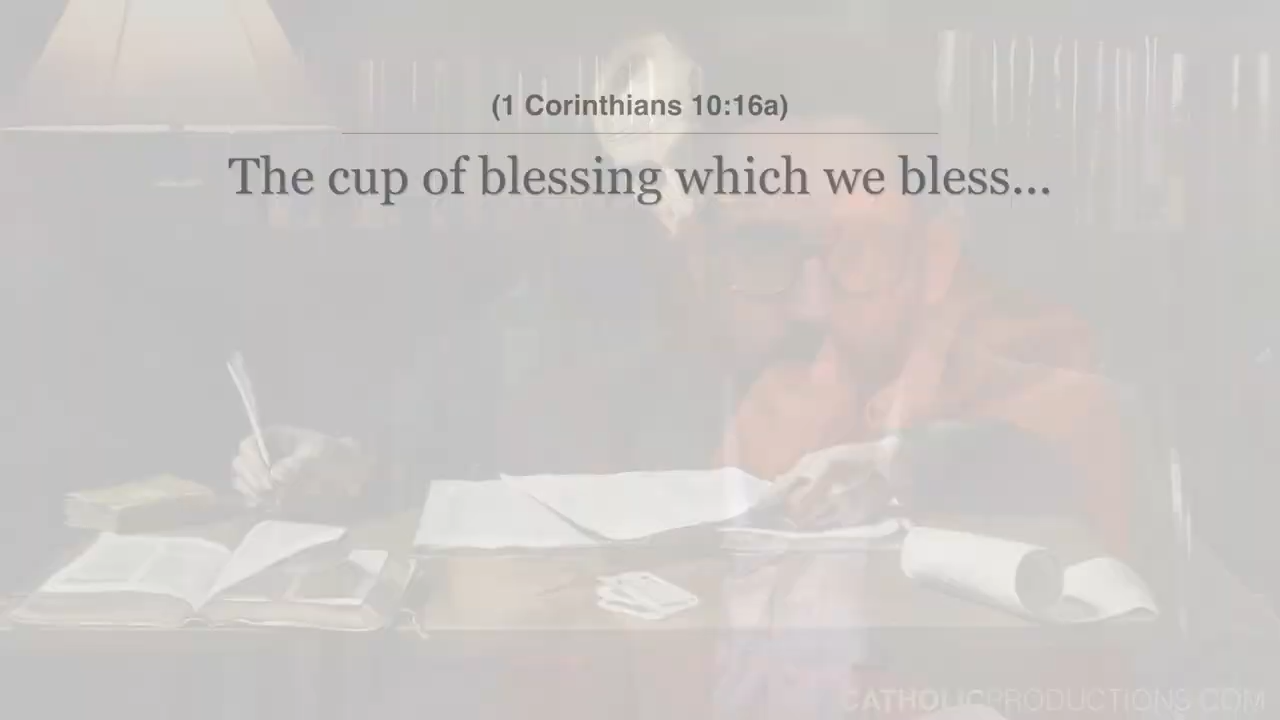 (1 Corinthians 10:16a)
The cup of blessing which we bless...
CATHOLICPRODUCTIONS.COM